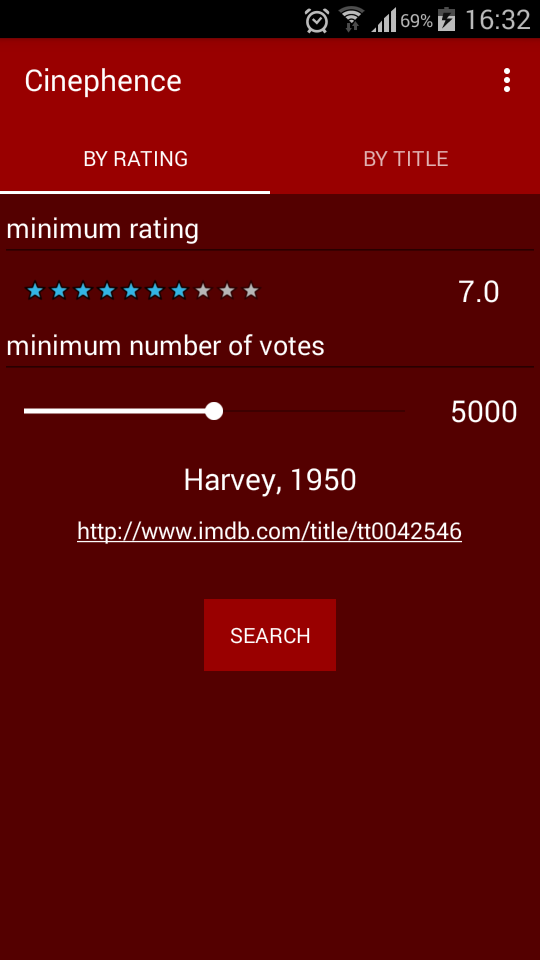 69% 16:32
Cinephence
BY RATING BY TITLE
minimum rating
7.0
minimum number of votes
5000
Harvey, 1950
http://www.imdb.com/title/tt0042546
SEARCH